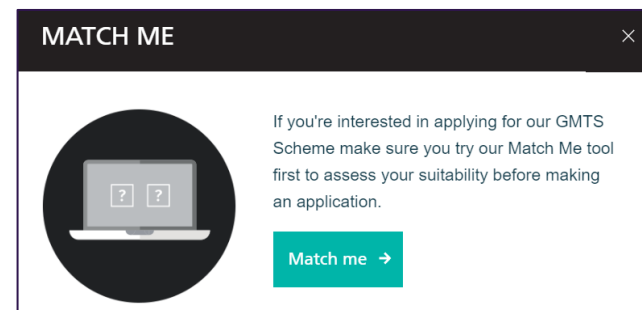 MATCH ME
If you're interested in applying for our GMTS
Scheme make sure you try our Match Me tool
first to assess your suitability before making
an application.
? ?
Match me →